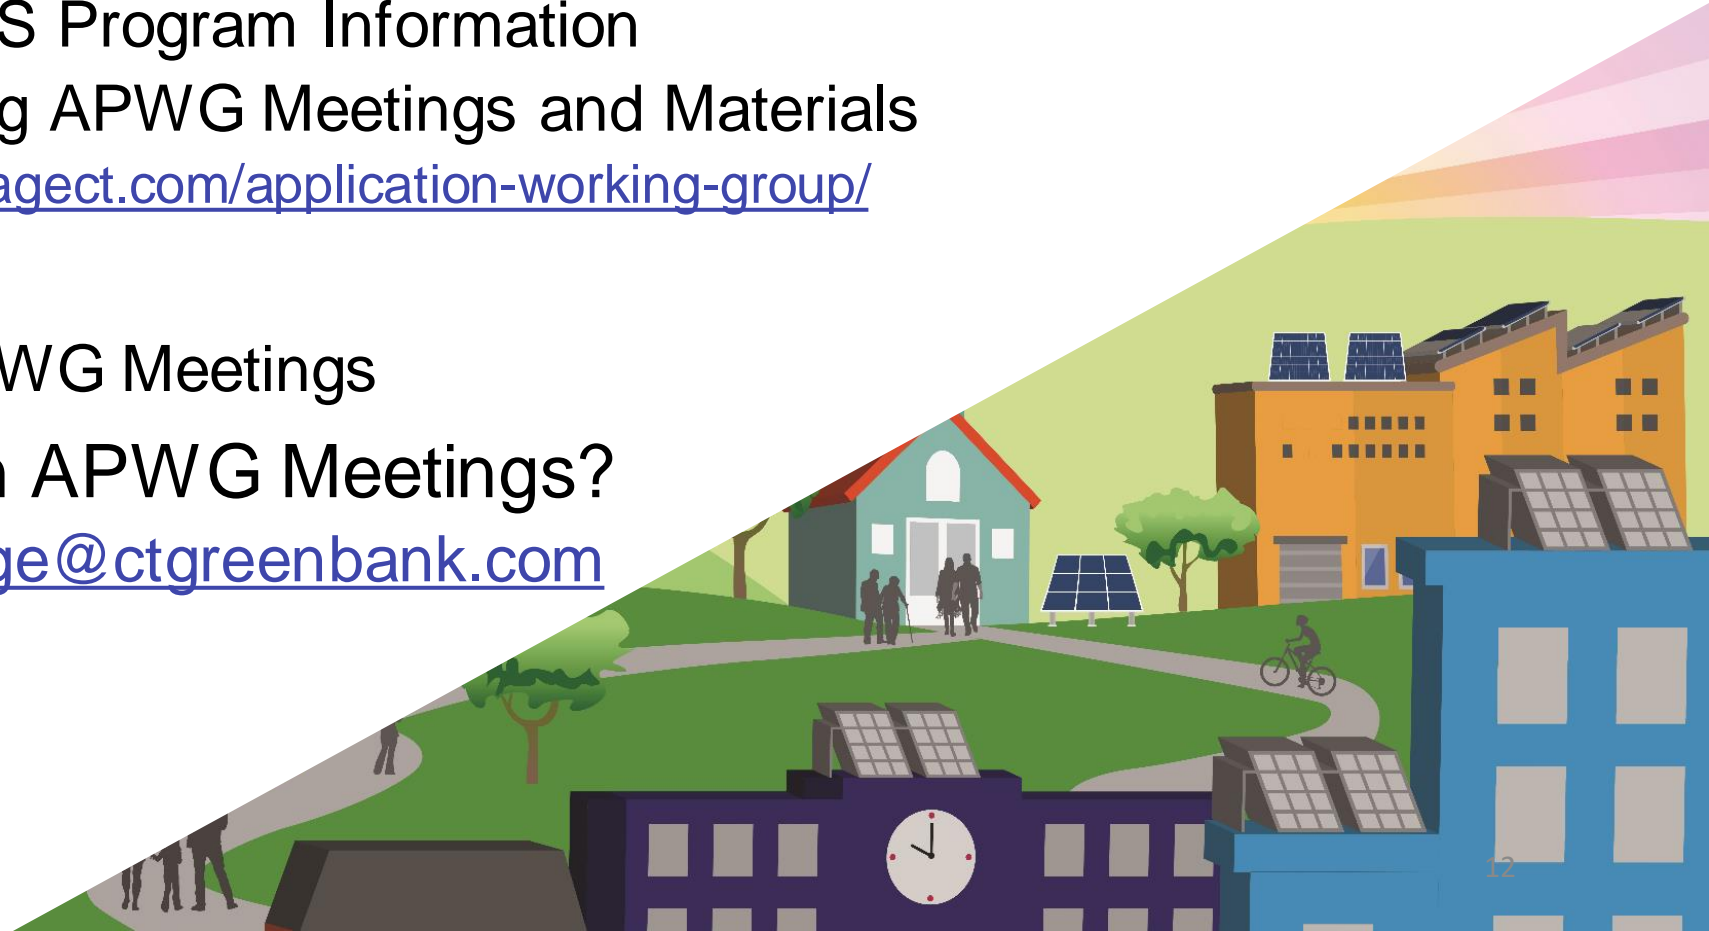 S Program Information
g APWG Meetings and Materials
agect.com/application-working-group/
WG Meetings
n APWG Meetings?
ge@ctgreenbank.com
12